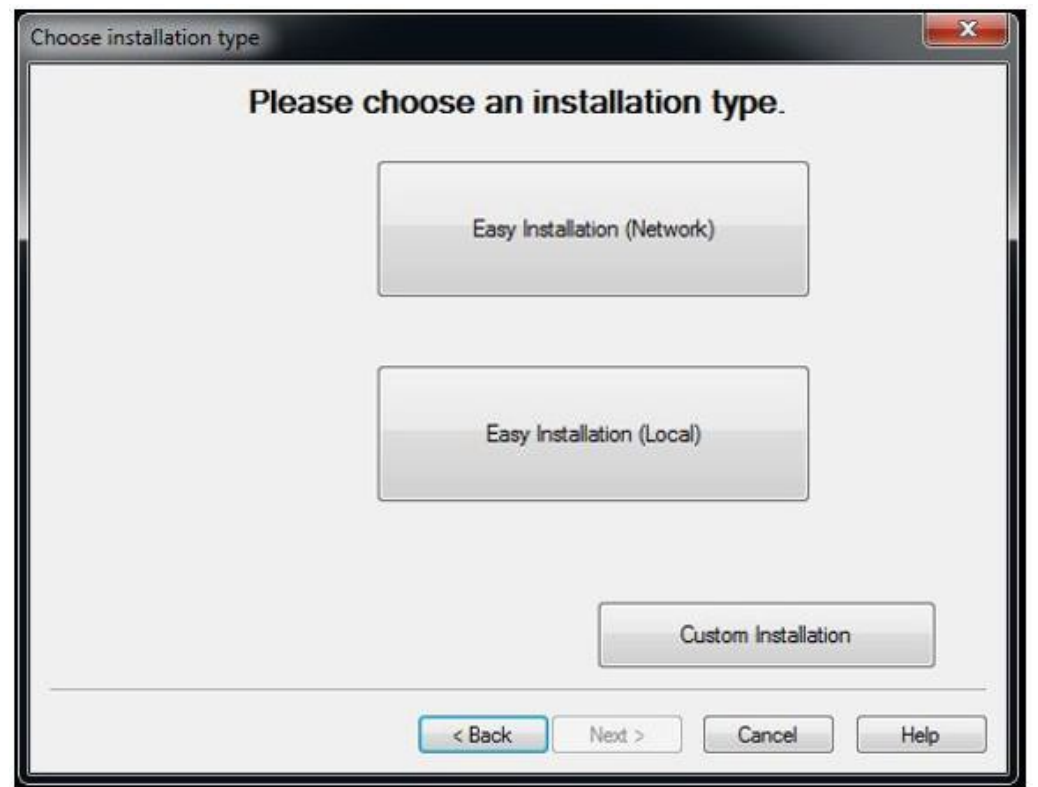 Choose installation type
Please choose an installation type.
Easy Installation (Network)
Easy Installation (Local)
Custom Installation
< Back Next > Cancel Help